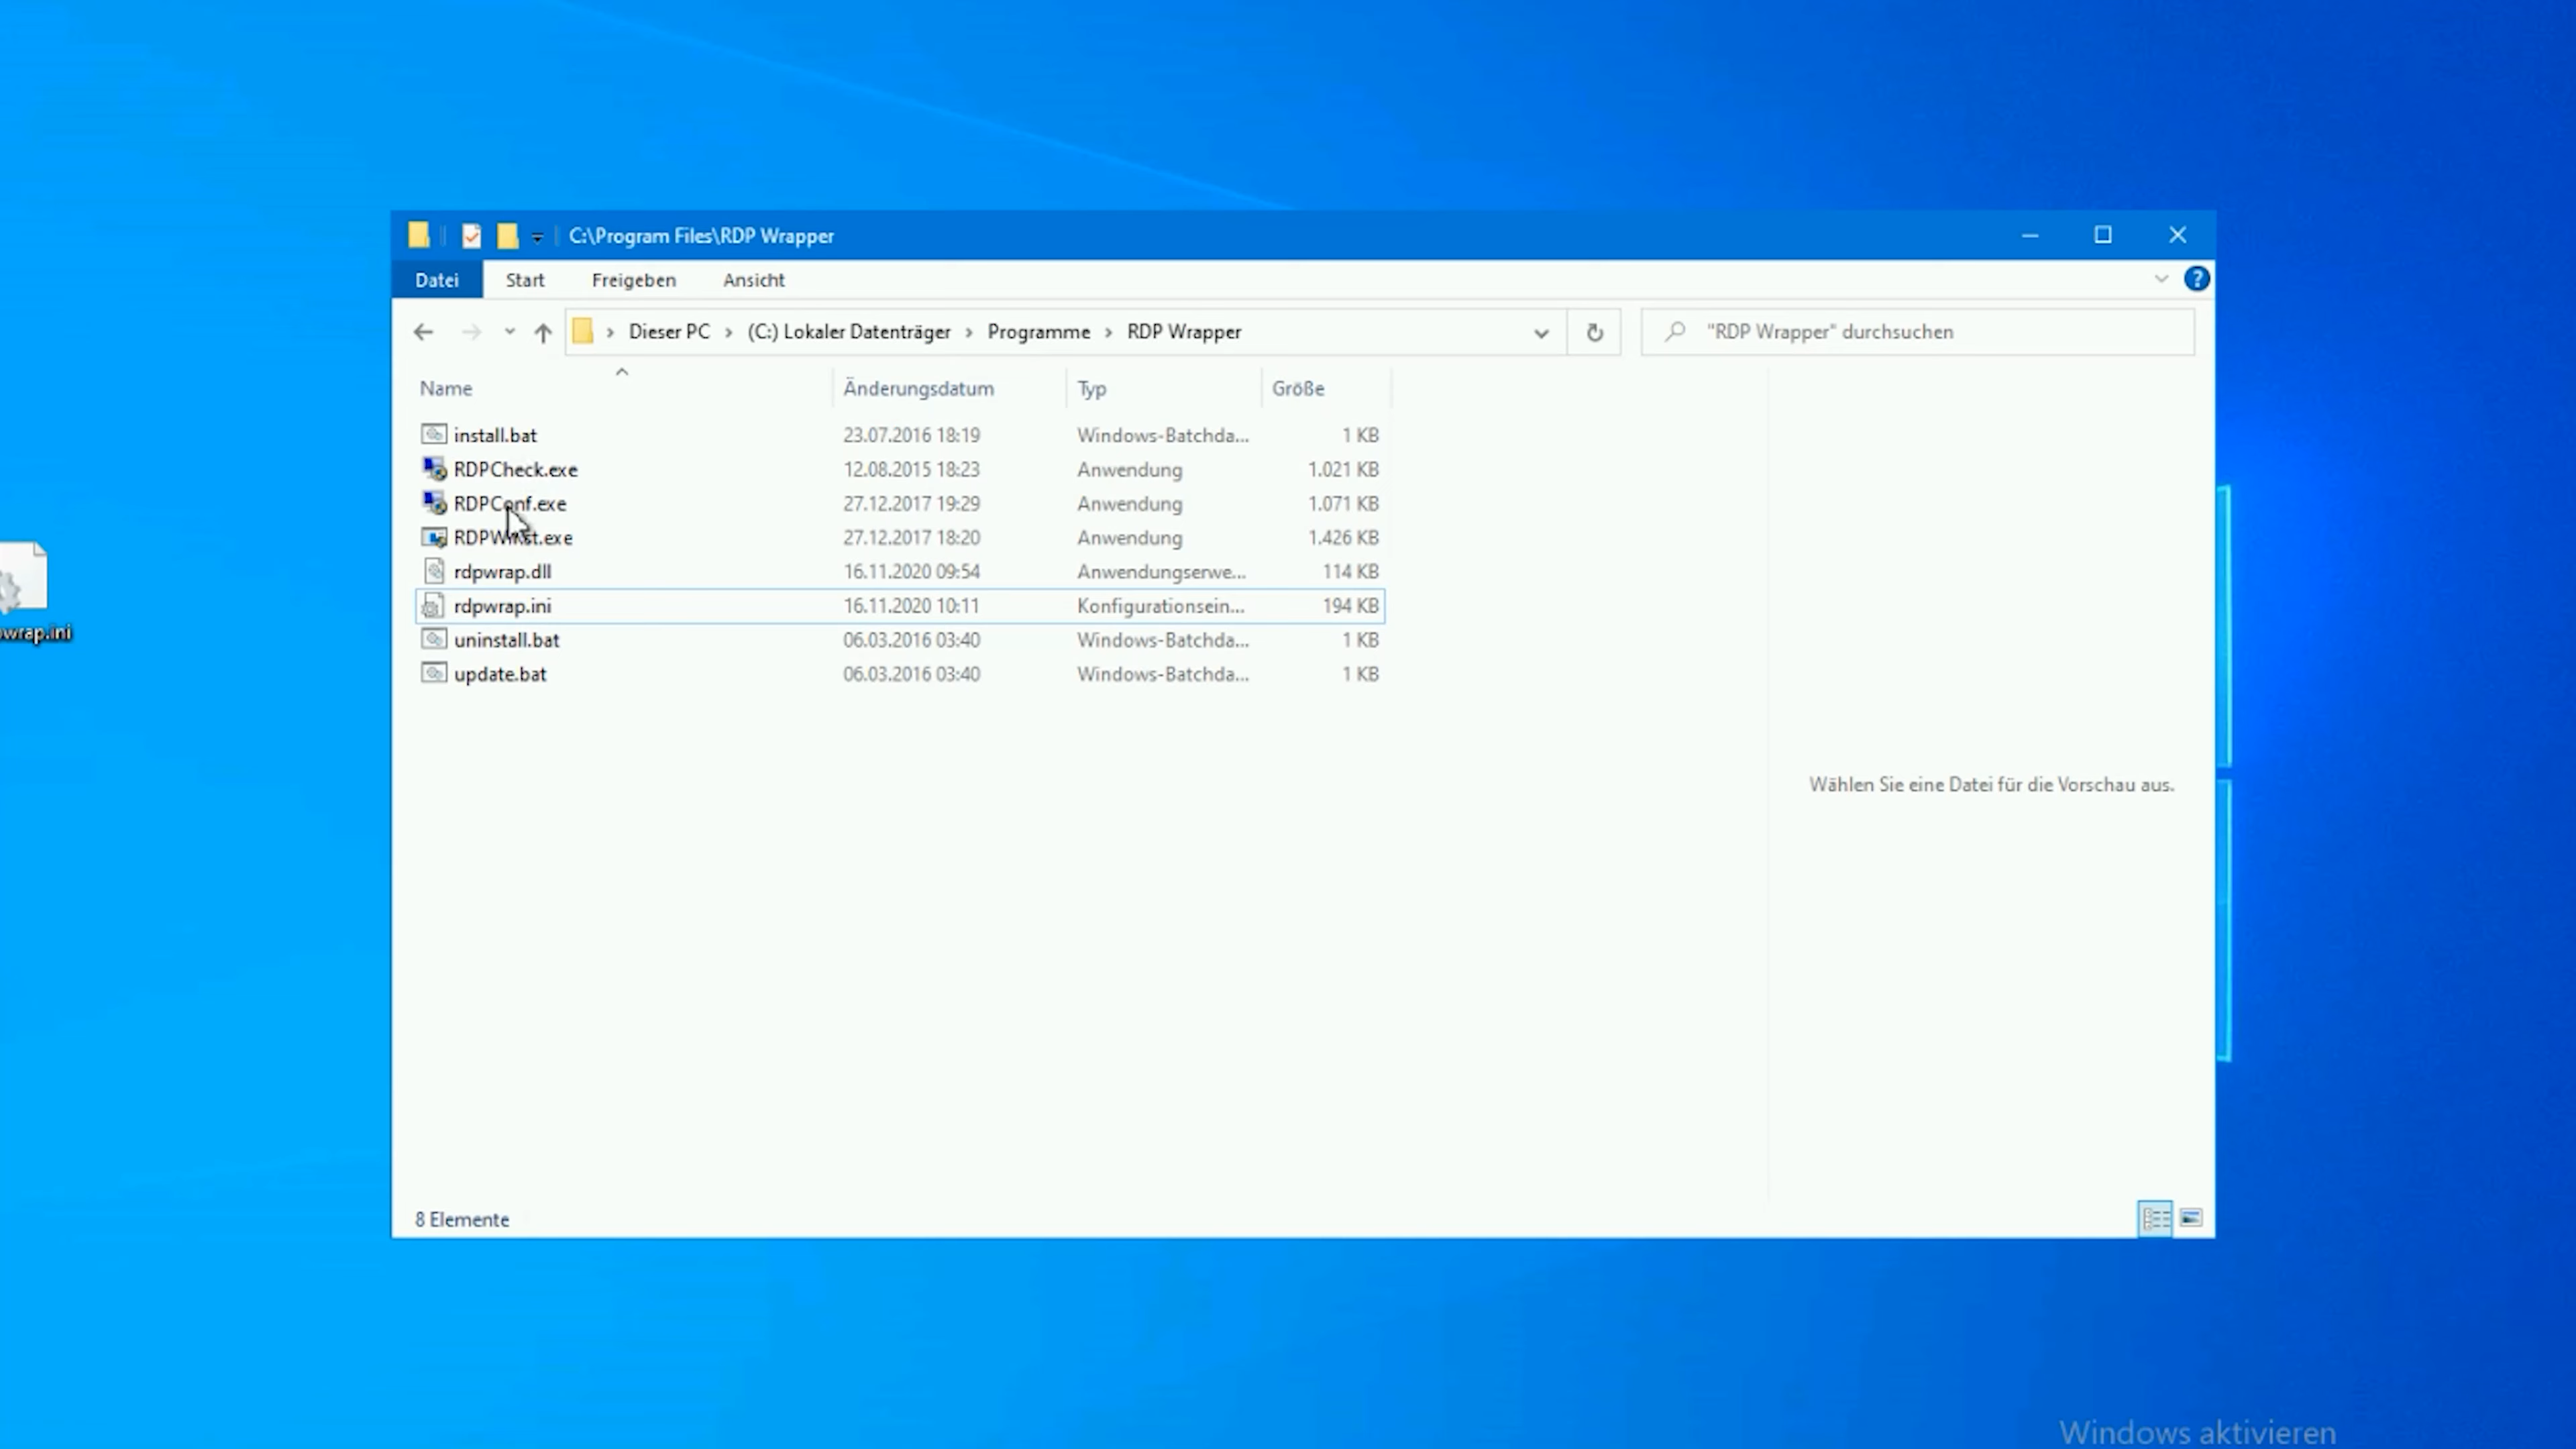 C:\Program Files\RDP Wrapper
Datei Start Freigeben Ansicht
Dieser PC › (C:) Lokaler Datenträger › Programme › RDP Wrapper
"RDP Wrapper" durchsuchen
Name Änderungsdatum Typ Größe
install.bat 23.07.2016 18:19 Windows-Batchda... 1 KB
RDPCheck.exe 12.08.2015 18:23 Anwendung 1.021 KB
RDPConf.exe 27.12.2017 19:29 Anwendung 1.071 KB
RDPWInst.exe 27.12.2017 18:20 Anwendung 1.426 KB
rdpwrap.dll 16.11.2020 09:54 Anwendungserwe... 114 KB
rdpwrap.ini 16.11.2020 10:11 Konfigurationsein... 194 KB
uninstall.bat 06.03.2016 03:40 Windows-Batchda... 1 KB
update.bat 06.03.2016 03:40 Windows-Batchda... 1 KB
wrap.ini
Wählen Sie eine Datei für die Vorschau aus.
8 Elemente
Windows aktivieren